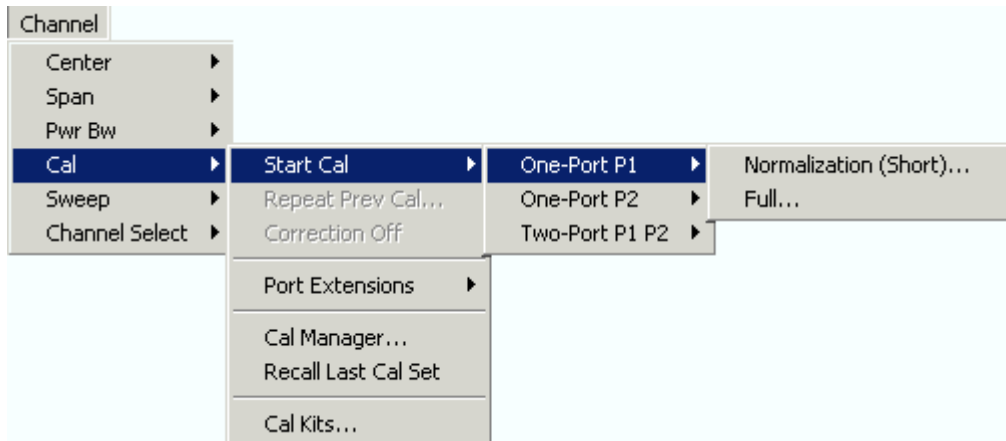 Channel
Center
Span
Pwr Bw
Cal
Sweep
Channel Select
Start Cal
Repeat Prev Cal...
Correction Off
Port Extensions
Cal Manager...
Recall Last Cal Set
Cal Kits...
One-Port P1
One-Port P2
Two-Port P1 P2
Normalization (Short)...
Full...